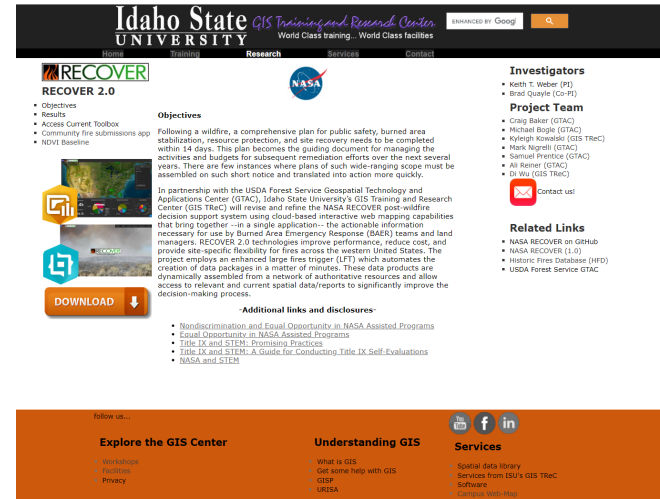 Idaho State
UNIVERSITY
GIS Training and Research Center
World Class training... World Class facilities
ENHANCED BY Googl
Home Training Research Services Contact
RECOVER
RECOVER 2.0
Objectives
Results
Access Current Toolbox
Community fire submissions app
NDVI Baseline
DOWNLOAD
NASA
Objectives
Following a wildfire, a comprehensive plan for public safety, burned area
stabilization, resource protection, and site recovery needs to be completed
within 14 days. This plan becomes the guiding document for managing the
activities and budgets for subsequent remediation efforts over the next several
years. There are few instances where plans of such wide-ranging scope must be
assembled on such short notice and translated into action more quickly.
In partnership with the USDA Forest Service Geospatial Technology and
Applications Center (GTAC), Idaho State University's GIS Training and Research
Center (GIS TReC) will revise and refine the NASA RECOVER post-wildfire
decision support system using cloud-based interactive web mapping capabilities
that bring together --in a single application-- the actionable information
necessary for use by Burned Area Emergency Response (BAER) teams and land
managers. RECOVER 2.0 technologies improve performance, reduce cost, and
provide site-specific flexibility for fires across the western United States. The
project employs an enhanced large fires trigger (LFT) which automates the
creation of data packages in a matter of minutes. These data products are
dynamically assembled from a network of authoritative resources and allow
access to relevant and current spatial data/reports to significantly improve the
decision-making process.
-Additional links and disclosures-
Nondiscrimination and Equal Opportunity in NASA Assisted Programs
Equal Opportunity in NASA Assisted Programs
Title IX and STEM: Promising Practices
Title IX and STEM: A Guide for Conducting Title IX Self-Evaluations
NASA and STEM
Investigators
Keith T. Weber (PI)
Brad Quayle (Co-PI)
Project Team
Craig Baker (GTAC)
Michael Bogle (GTAC)
Kyleigh Kowalski (GIS TReC)
Mark Nigrelli (GTAC)
Samuel Prentice (GTAC)
Ali Reiner (GTAC)
Di Wu (GIS TReC)
Contact us!
Related Links
NASA RECOVER on GitHub
NASA RECOVER (1.0)
Historic Fires Database (HFD)
USDA Forest Service GTAC
follow us...
You Tube f in
Explore the GIS Center
Workshops
Facilities
Privacy
Understanding GIS
What is GIS
Get some help with GIS
GISP
URISA
Services
Spatial data library
Services from ISU's GIS TReC
Software
Campus Web-Map